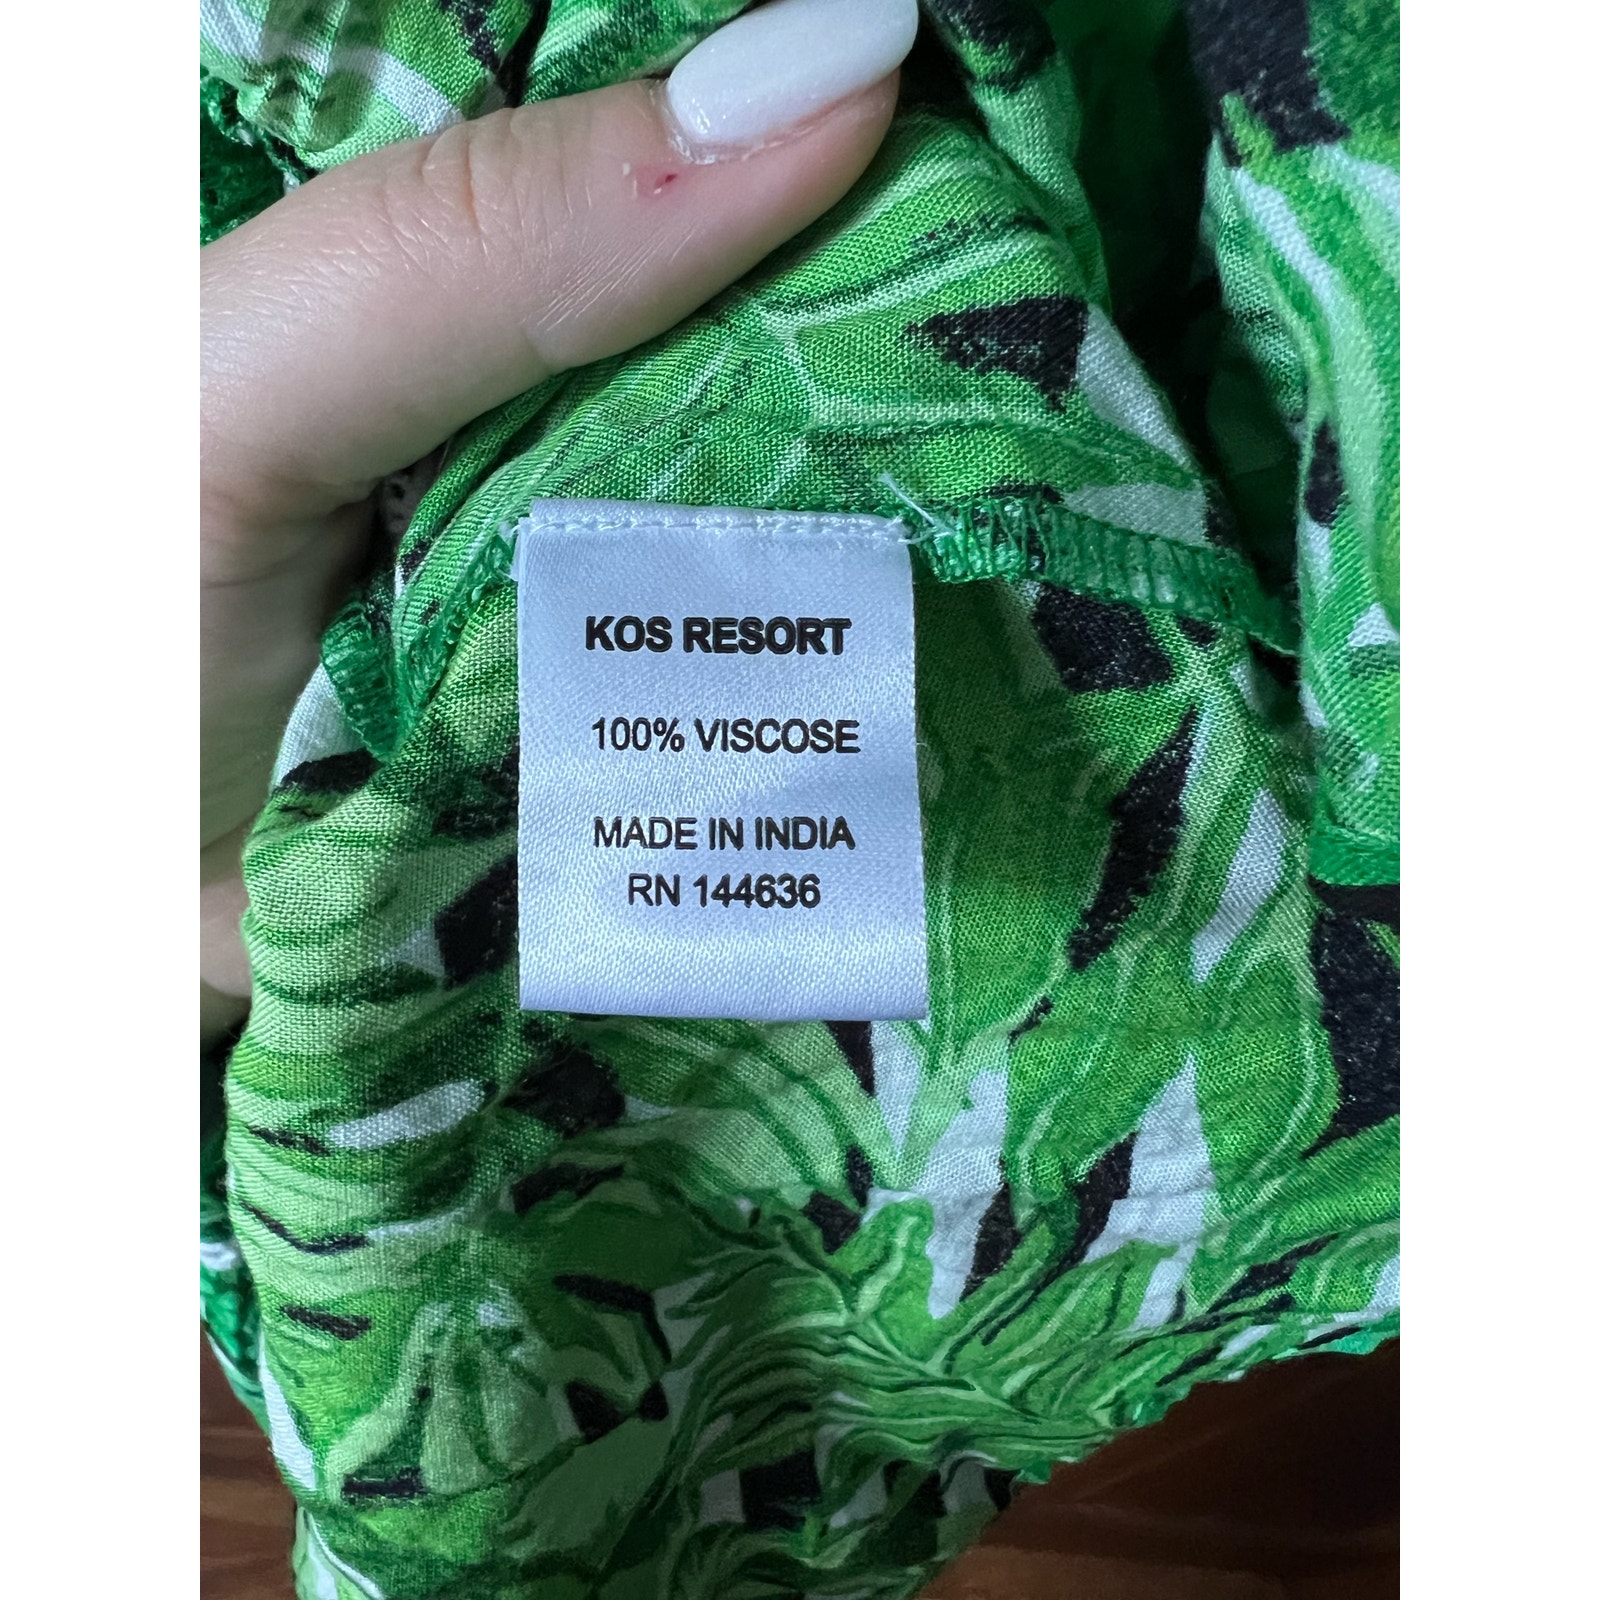 KOS RESORT
100% VISCOSE
MADE IN INDIA
RN 144636